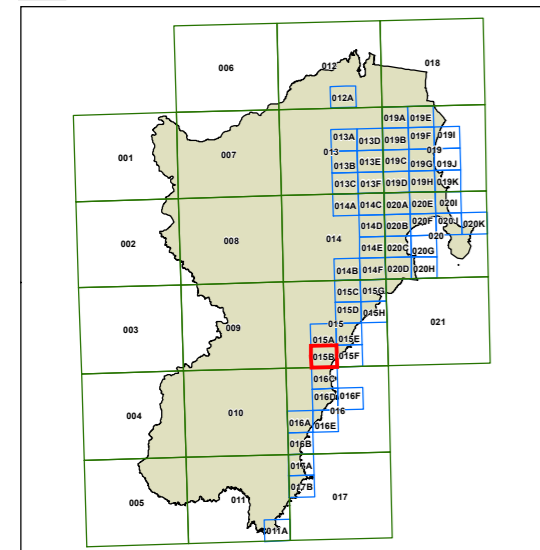 006 012 018
012A
019A 019E
001 007 013A 013D 019B 019F 019I
013 019
013B 013E 019C 019G 019J
013C 013F 019D 019H 019K
014A 014C 020A 020E 020I
002 008 014 014D 020B 020F 020J 020K
020
014E 020C 020G
014B 014F 020D 020H
015C 015G
003 009 015D 015H 021
015
015A 015E
015B 015F
016C
004 010 016D 016F
016
016A 016E
016B
017A
005 011 017B 017
011A